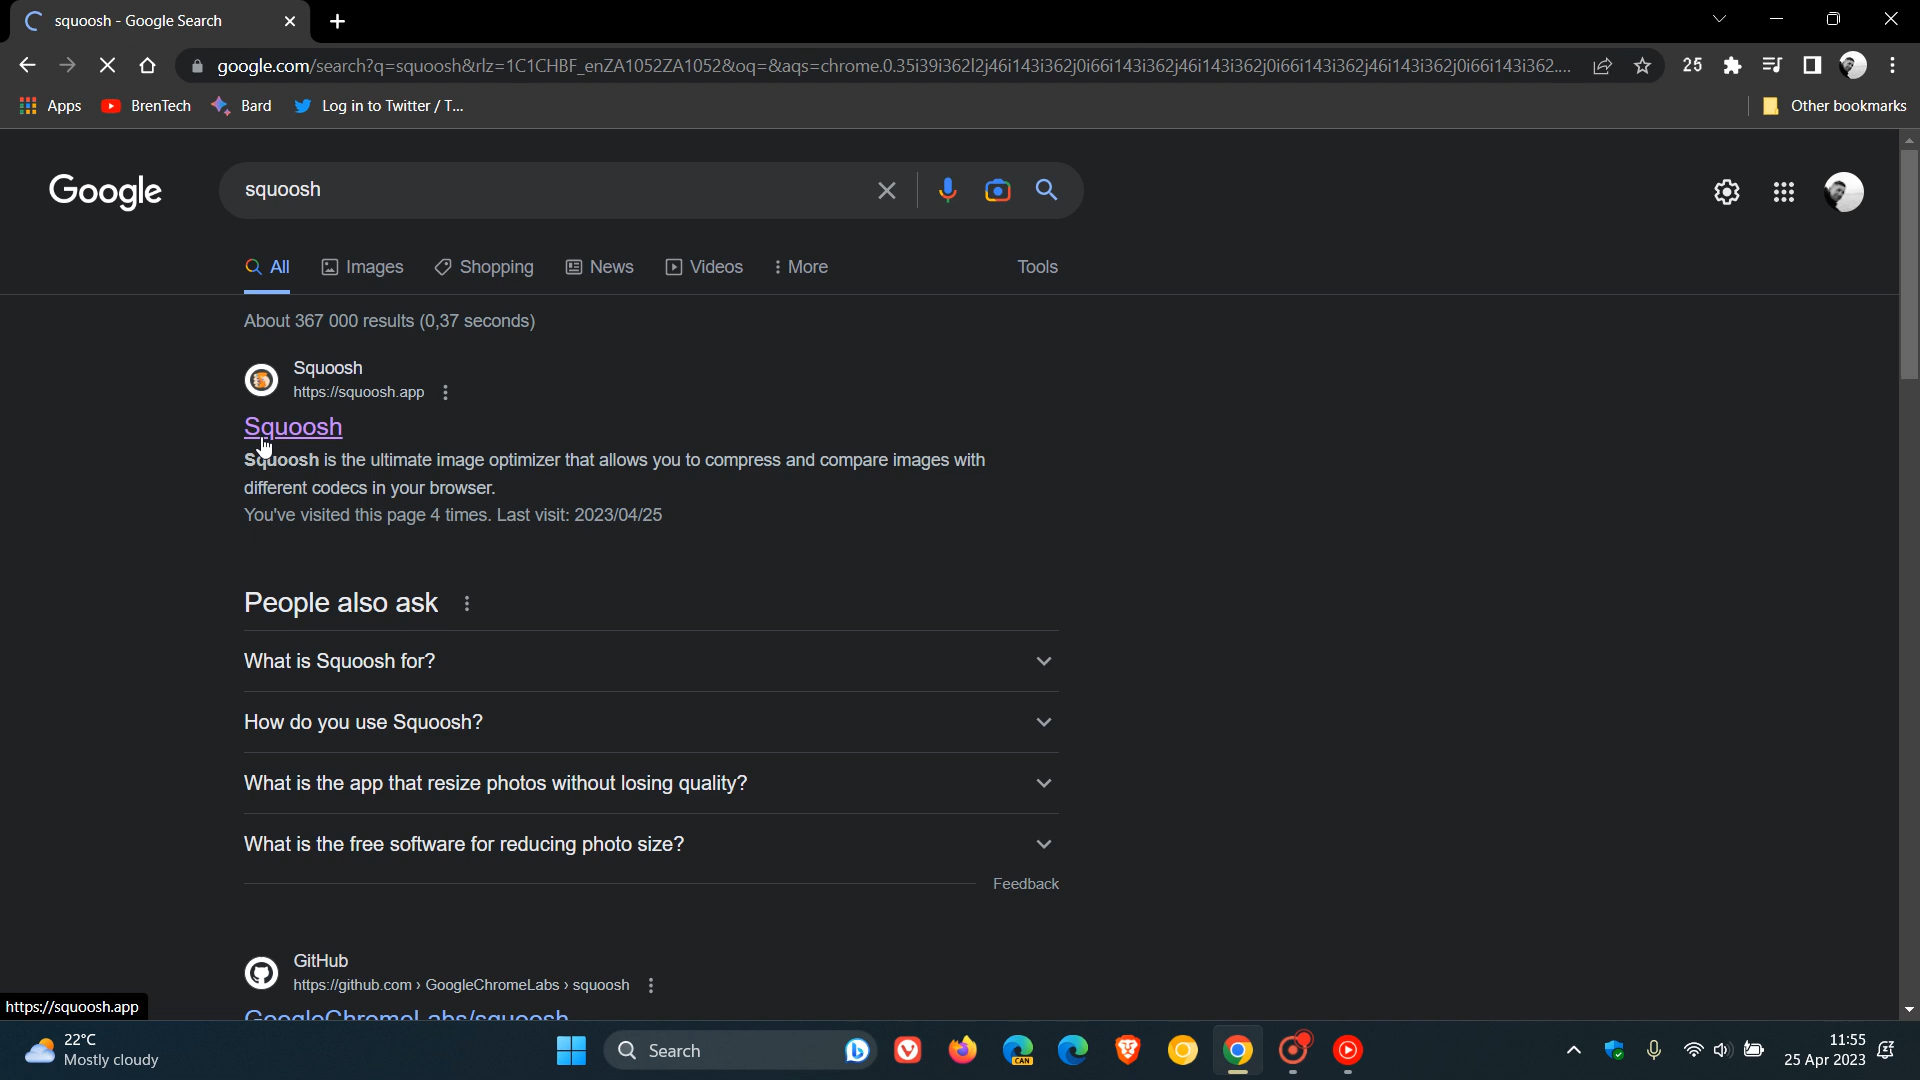 squoosh - Google Search
google.com/search?q=squoosh&rlz=1C1CHBF_enZA1052ZA1052&oq=&aqs=chrome.0.35i39i362l2j46i143i362j0i66i143i362j46i143i362j0i66i143i362j46i143i362j0i66i143i362....
25
Apps
BrenTech
Bard
Log in to Twitter / T...
Other bookmarks
Google
squoosh
All
Images
Shopping
News
Videos
More
Tools
About 367 000 results (0,37 seconds)
Squoosh
https://squoosh.app
Squoosh
Squoosh is the ultimate image optimizer that allows you to compress and compare images with
different codecs in your browser.
You've visited this page 4 times. Last visit: 2023/04/25
People also ask
What is Squoosh for?
How do you use Squoosh?
What is the app that resize photos without losing quality?
What is the free software for reducing photo size?
Feedback
GitHub
https://github.com › GoogleChromeLabs › squoosh
GoogleChromeLabs/squoosh
https://squoosh.app
22°C
Mostly cloudy
Search
CAN
11:55
25 Apr 2023